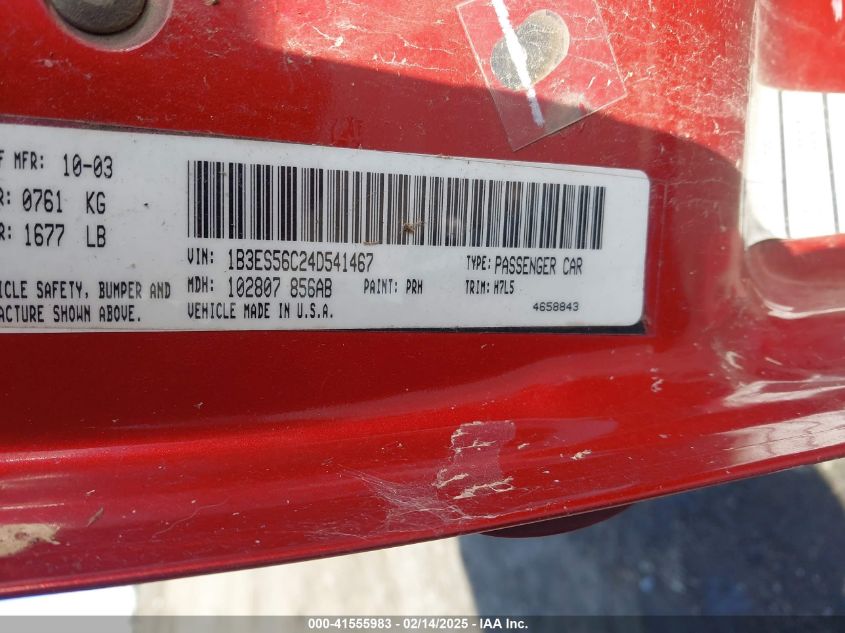 F MFR: 10-03
R: 0761 KG
R: 1677 LB
VIN: 1B3ES56C24D541467 TYPE: PASSENGER CAR
ICLE SAFETY, BUMPER AND MDH: 102807 856AB PAINT: PRH TRIM: H7L5
FACTURE SHOWN ABOVE. VEHICLE MADE IN U.S.A. 4658843
000-41555983 - 02/14/2025 - IAA Inc.